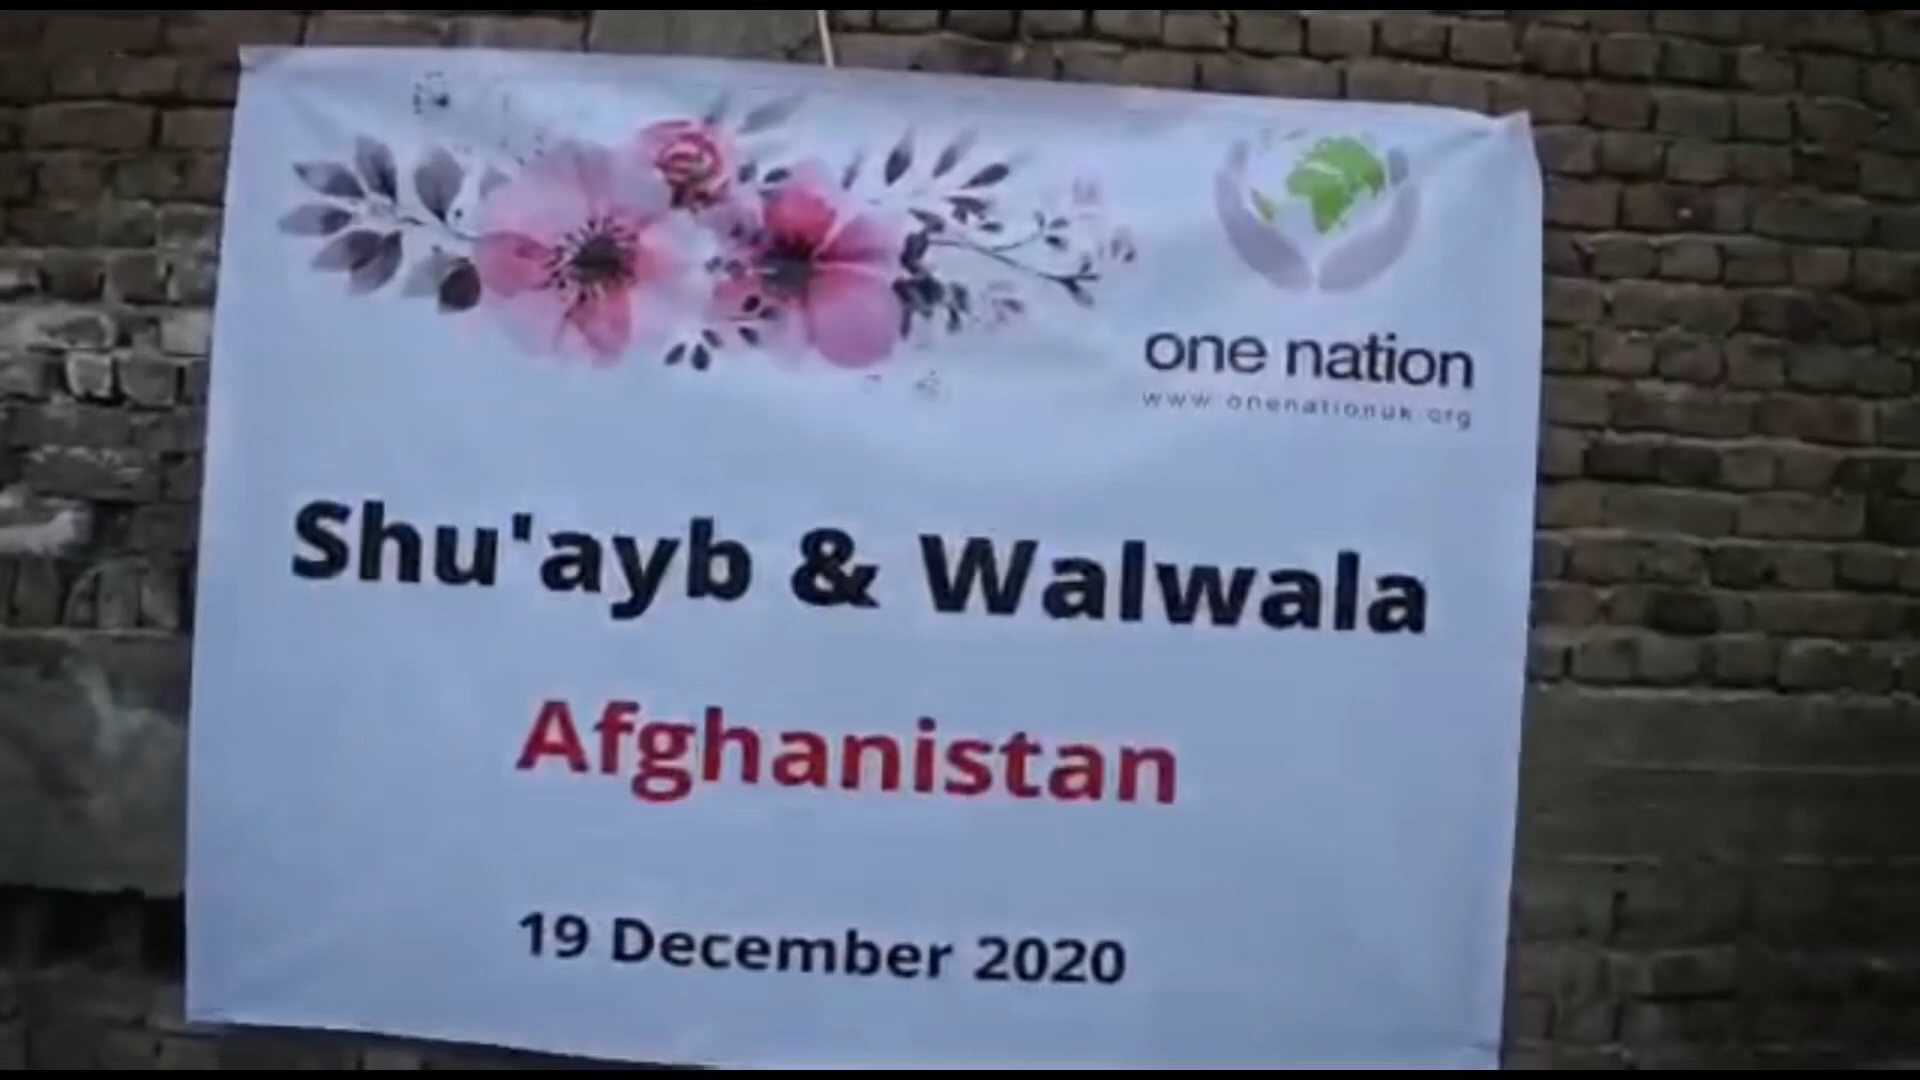 one nation
www.onenationuk.org
Shu'ayb & Walwala
Afghanistan
19 December 2020